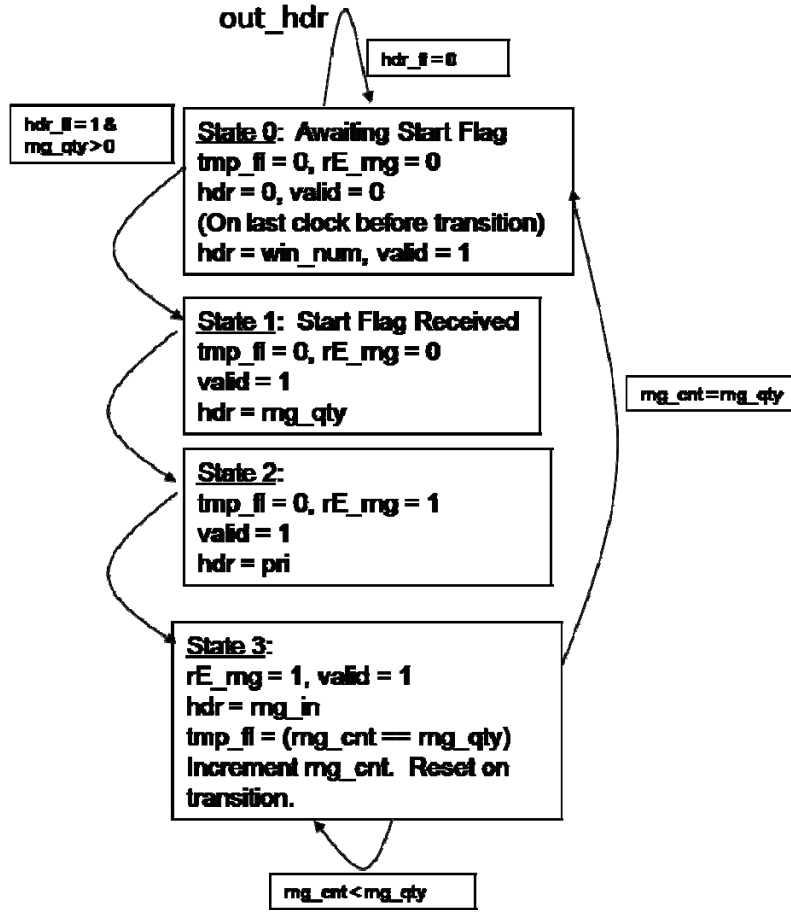 out_hdr
hdr_fl = 0
hdr_fl = 1 &
rng_qty > 0
State 0: Awaiting Start Flag
tmp_fl = 0, rE_rng = 0
hdr = 0, valid = 0
(On last clock before transition)
hdr = win_num, valid = 1
State 1: Start Flag Received
tmp_fl = 0, rE_rng = 0
valid = 1
hdr = rng_qty
rng_cnt = rng_qty
State 2:
tmp_fl = 0, rE_rng = 1
valid = 1
hdr = pri
State 3:
rE_rng = 1, valid = 1
hdr = rng_in
tmp_fl = (rng_cnt == rng_qty)
Increment rng_cnt. Reset on
transition.
rng_cnt < rng_qty